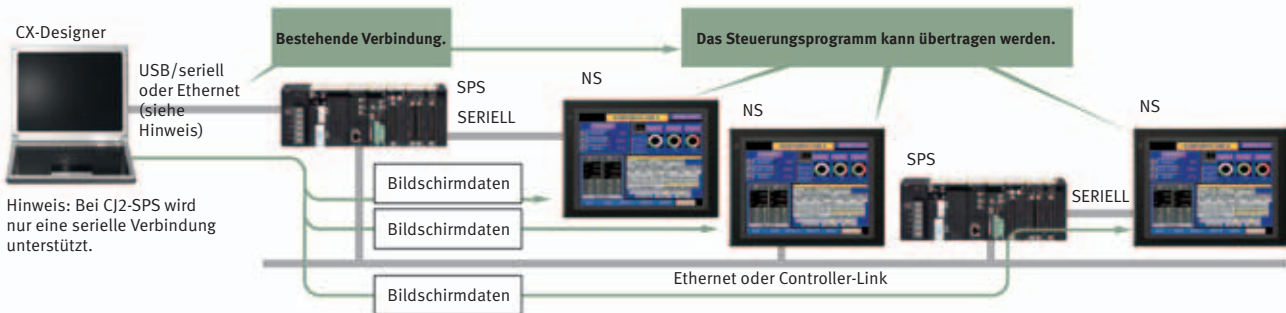 CX-Designer
Bestehende Verbindung.
Das Steuerungsprogramm kann übertragen werden.
USB/seriell
oder Ethernet
(siehe
Hinweis)
SPS
SERIELL
NS
NS
NS
SPS
SERIELL
Bildschirmdaten
Bildschirmdaten
Hinweis: Bei CJ2-SPS wird
nur eine serielle Verbindung
unterstützt.
Ethernet oder Controller-Link
Bildschirmdaten